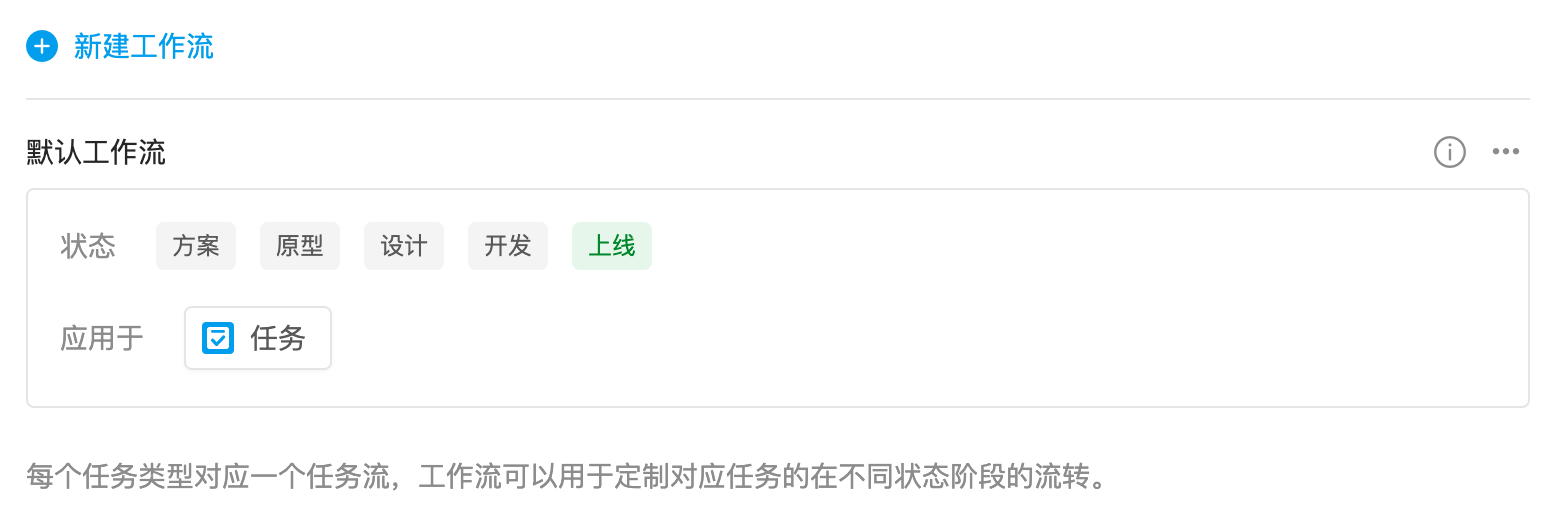 新建工作流
默认工作流
状态 方案 原型 设计 开发 上线
应用于 任务
每个任务类型对应一个任务流，工作流可以用于定制对应任务的在不同状态阶段的流转。